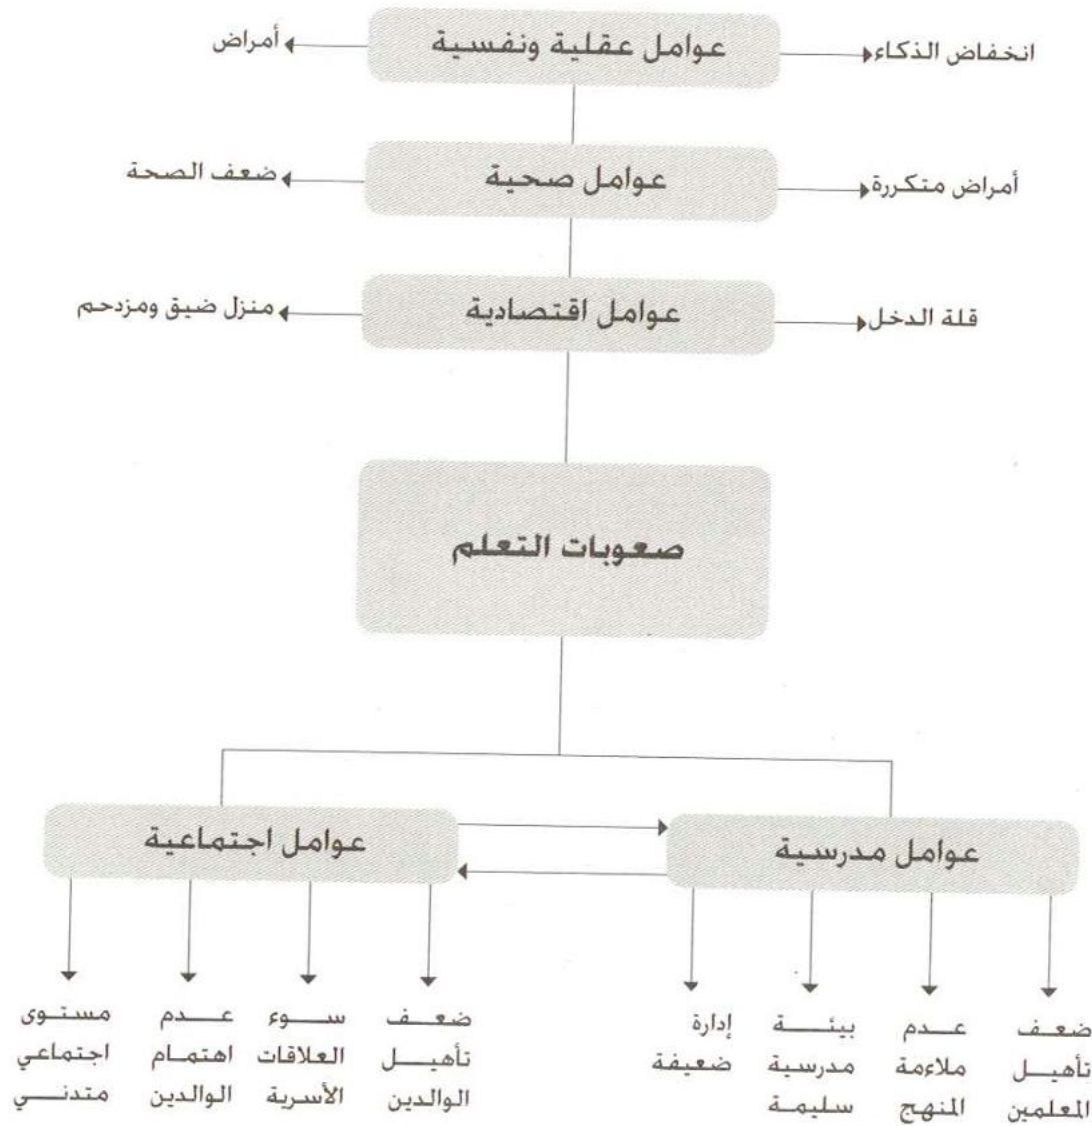 عوامل عقلية ونفسية
انخفاض الذكاء
أمراض
عوامل صحية
أمراض متكررة
ضعف الصحة
عوامل اقتصادية
قلة الدخل
منزل ضيق ومزدحم
صعوبات التعلم
عوامل مدرسية
عوامل اجتماعية
ضعف
تأهيل
المعلمين
عدم
ملاءمة
المنهج
بيئة
مدرسية
سليمة
إدارة
ضعيفة
ضعف
تأهيل
الوالدين
سوء
العلاقات
الأسرية
عدم
اهتمام
الوالدين
مستوى
اجتماعي
متدني